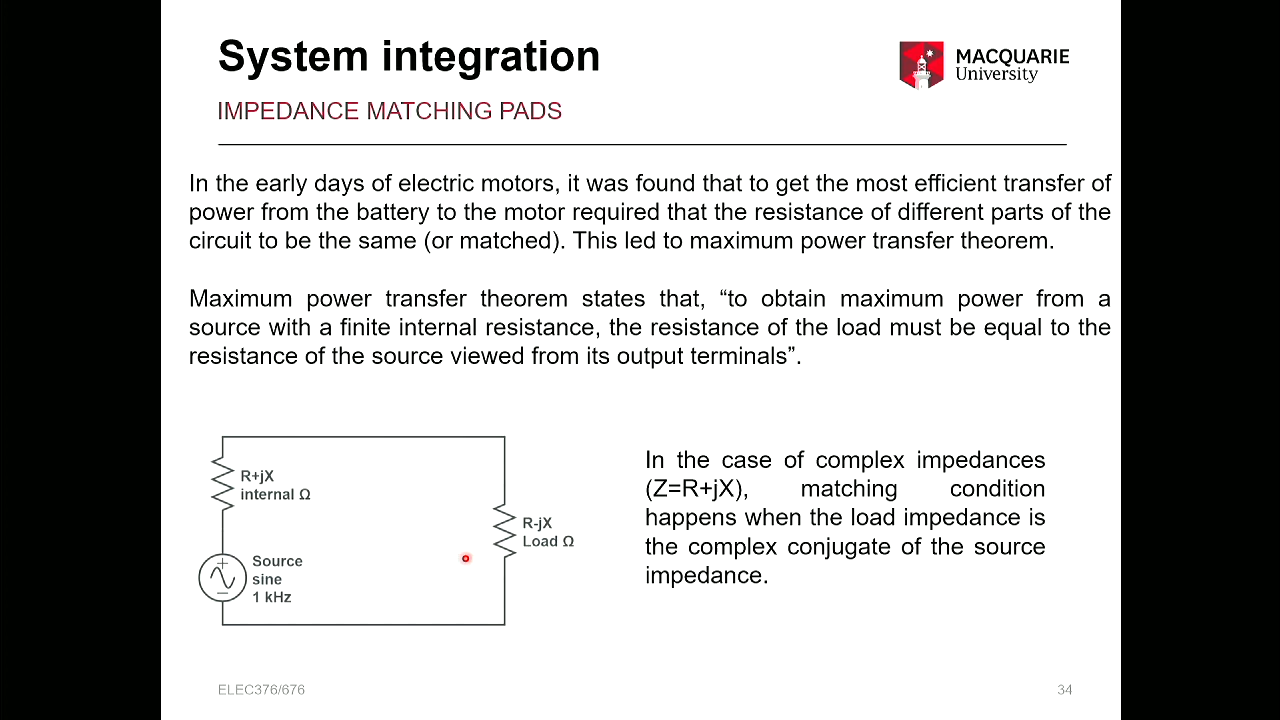 System integration
MACQUARIE
University
IMPEDANCE MATCHING PADS
In the early days of electric motors, it was found that to get the most efficient transfer of
power from the battery to the motor required that the resistance of different parts of the
circuit to be the same (or matched). This led to maximum power transfer theorem.
Maximum power transfer theorem states that, “to obtain maximum power from a
source with a finite internal resistance, the resistance of the load must be equal to the
resistance of the source viewed from its output terminals”.
R+jX
internal Ω
Source
sine
1 kHz
R-jX
Load Ω
In the case of complex impedances
(Z=R+jX), matching condition
happens when the load impedance is
the complex conjugate of the source
impedance.
ELEC376/676
34